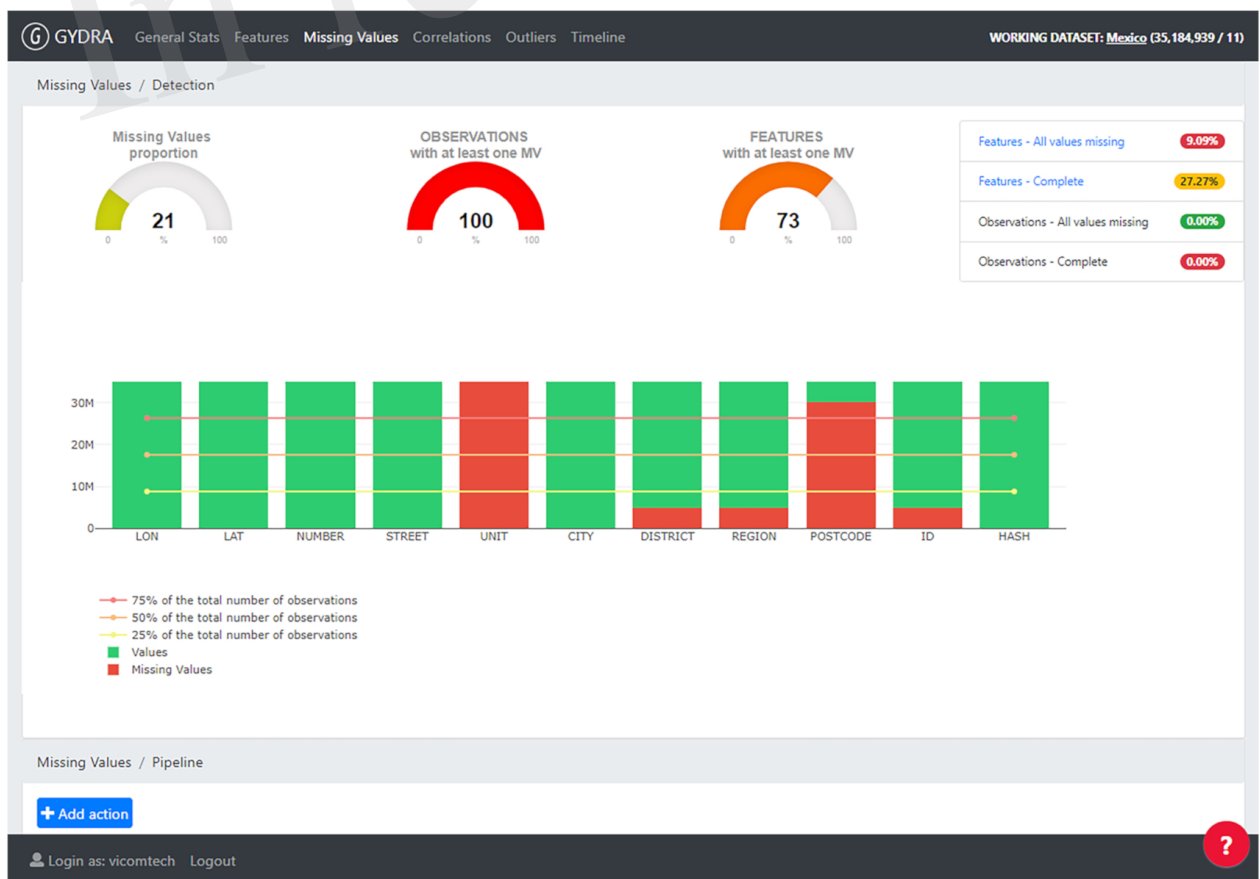 G GYDRA General Stats Features Missing Values Correlations Outliers Timeline WORKING DATASET: Mexico (35,184,939 / 11)
Missing Values / Detection
Missing Values
proportion
21
0 % 100
OBSERVATIONS
with at least one MV
100
0 % 100
FEATURES
with at least one MV
73
0 % 100
Features - All values missing 9.09%
Features - Complete 27.27%
Observations - All values missing 0.00%
Observations - Complete 0.00%
30M
20M
10M
0
LON LAT NUMBER STREET UNIT CITY DISTRICT REGION POSTCODE ID HASH
75% of the total number of observations
50% of the total number of observations
25% of the total number of observations
Values
Missing Values
Missing Values / Pipeline
+ Add action
?
Login as: vicomtech Logout